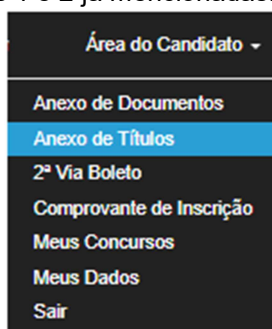 Área do Candidato
Anexo de Documentos
Anexo de Títulos
2ª Via Boleto
Comprovante de Inscrição
Meus Concursos
Meus Dados
Sair